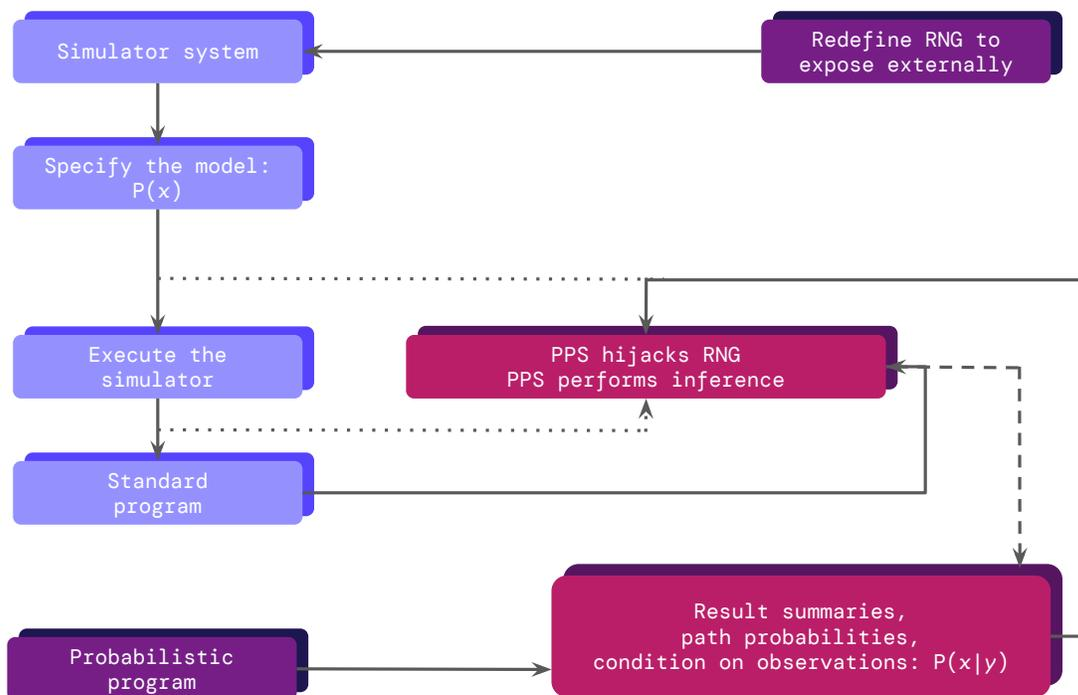 Simulator system
Redefine RNG to
expose externally
Specify the model:
P(x)
Execute the
simulator
PPS hijacks RNG
PPS performs inference
Standard
program
Result summaries,
path probabilities,
condition on observations: P(x|y)
Probabilistic
program